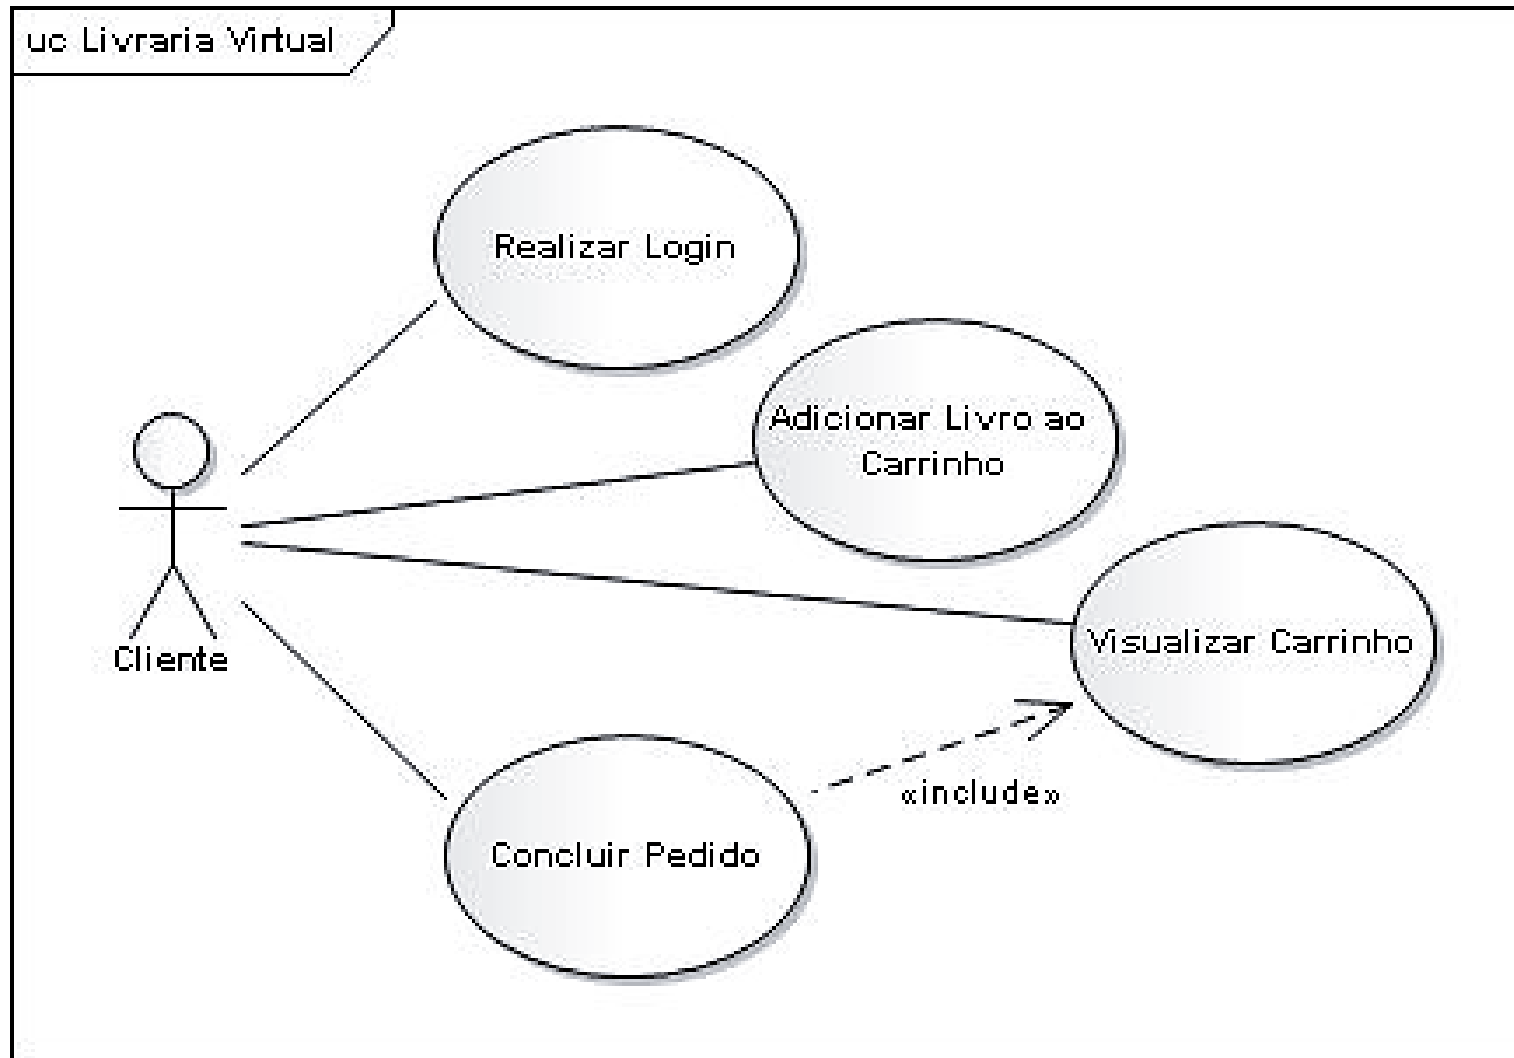 uc Livraria Virtual
Realizar Login
Adicionar Livro ao
Carrinho
Visualizar Carrinho
Cliente
«include»
Concluir Pedido